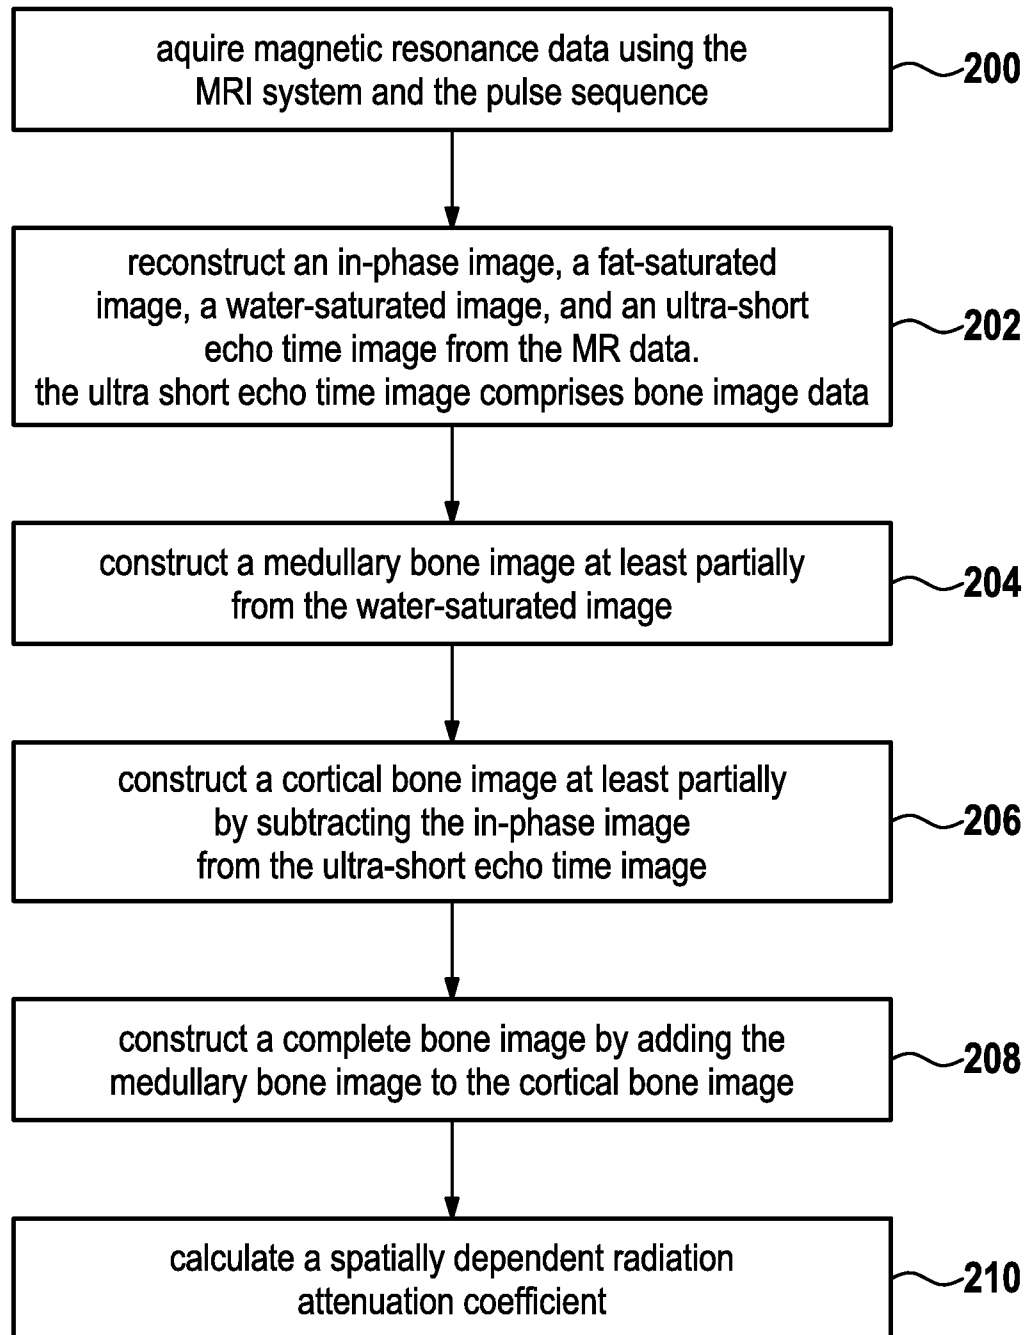 aquire magnetic resonance data using the
MRI system and the pulse sequence
200
reconstruct an in-phase image, a fat-saturated
image, a water-saturated image, and an ultra-short
echo time image from the MR data.
the ultra short echo time image comprises bone image data
202
construct a medullary bone image at least partially
from the water-saturated image
204
construct a cortical bone image at least partially
by subtracting the in-phase image
from the ultra-short echo time image
206
construct a complete bone image by adding the
medullary bone image to the cortical bone image
208
calculate a spatially dependent radiation
attenuation coefficient
210